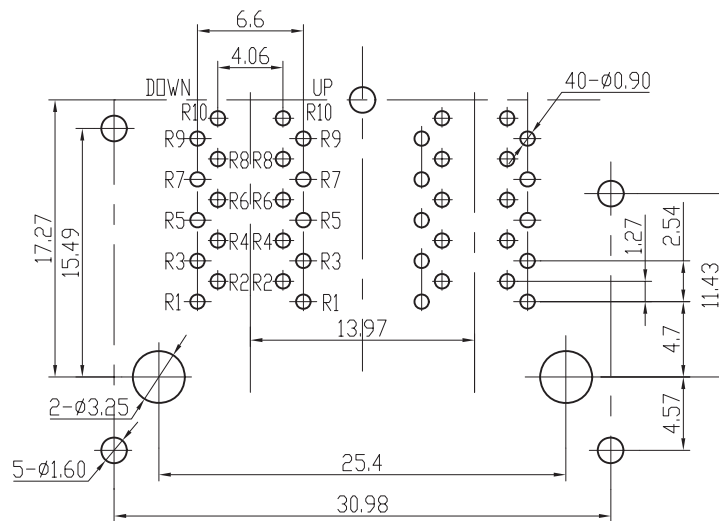 6.6
4.06
DOWN UP
R10 R10
40-Ø0.90
R9 R9
R8 R8
R7 R7
R6 R6
R5 R5
R4 R4
R3 R3
R2 R2
R1 R1
17.27
15.49
1.27
2.54
11.43
4.7
4.57
13.97
2-Ø3.25
5-Ø1.60
25.4
30.98